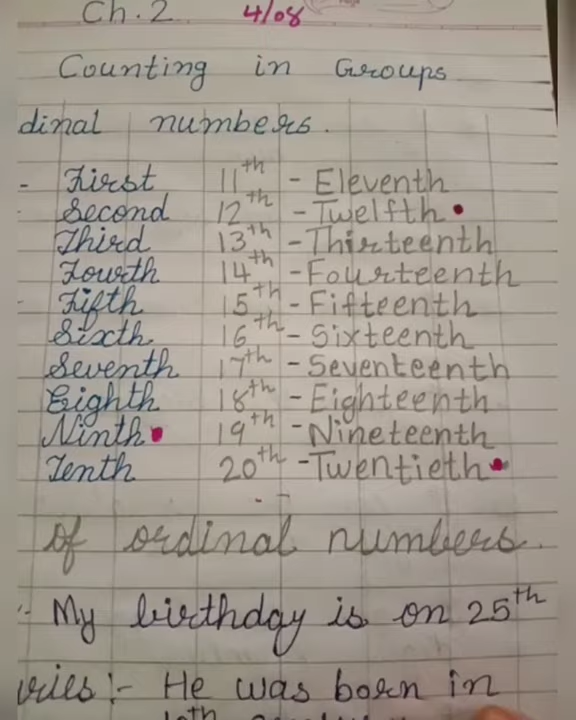 Ch. 2 4/08
Counting in Groups
dinal numbers.
- First 11th - Eleventh
- Second 12th - Twelfth
Third 13th - Thirteenth
Fourth 14th - Fourteenth
- Fifth 15th - Fifteenth
Sixth 16th - Sixteenth
Seventh 17th - Seventeenth
Eighth 18th - Eighteenth
Ninth 19th - Nineteenth
Tenth 20th - Twentieth
of ordinal numbers.
:- My birthday is on 25th
uries :- He was born in